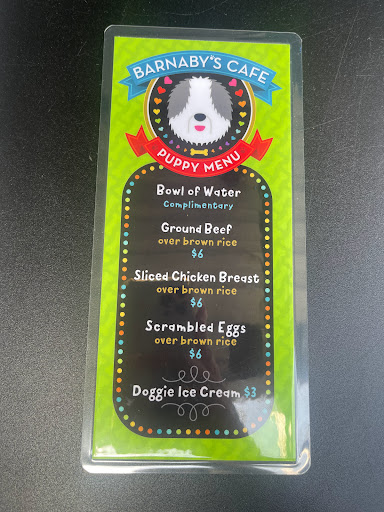 BARNABY'S CAFE
PUPPY MENU
Bowl of Water
Complimentary
Ground Beef
over brown rice
$6
Sliced Chicken Breast
over brown rice
$6
Scrambled Eggs
over brown rice
$6
Doggie Ice Cream $3